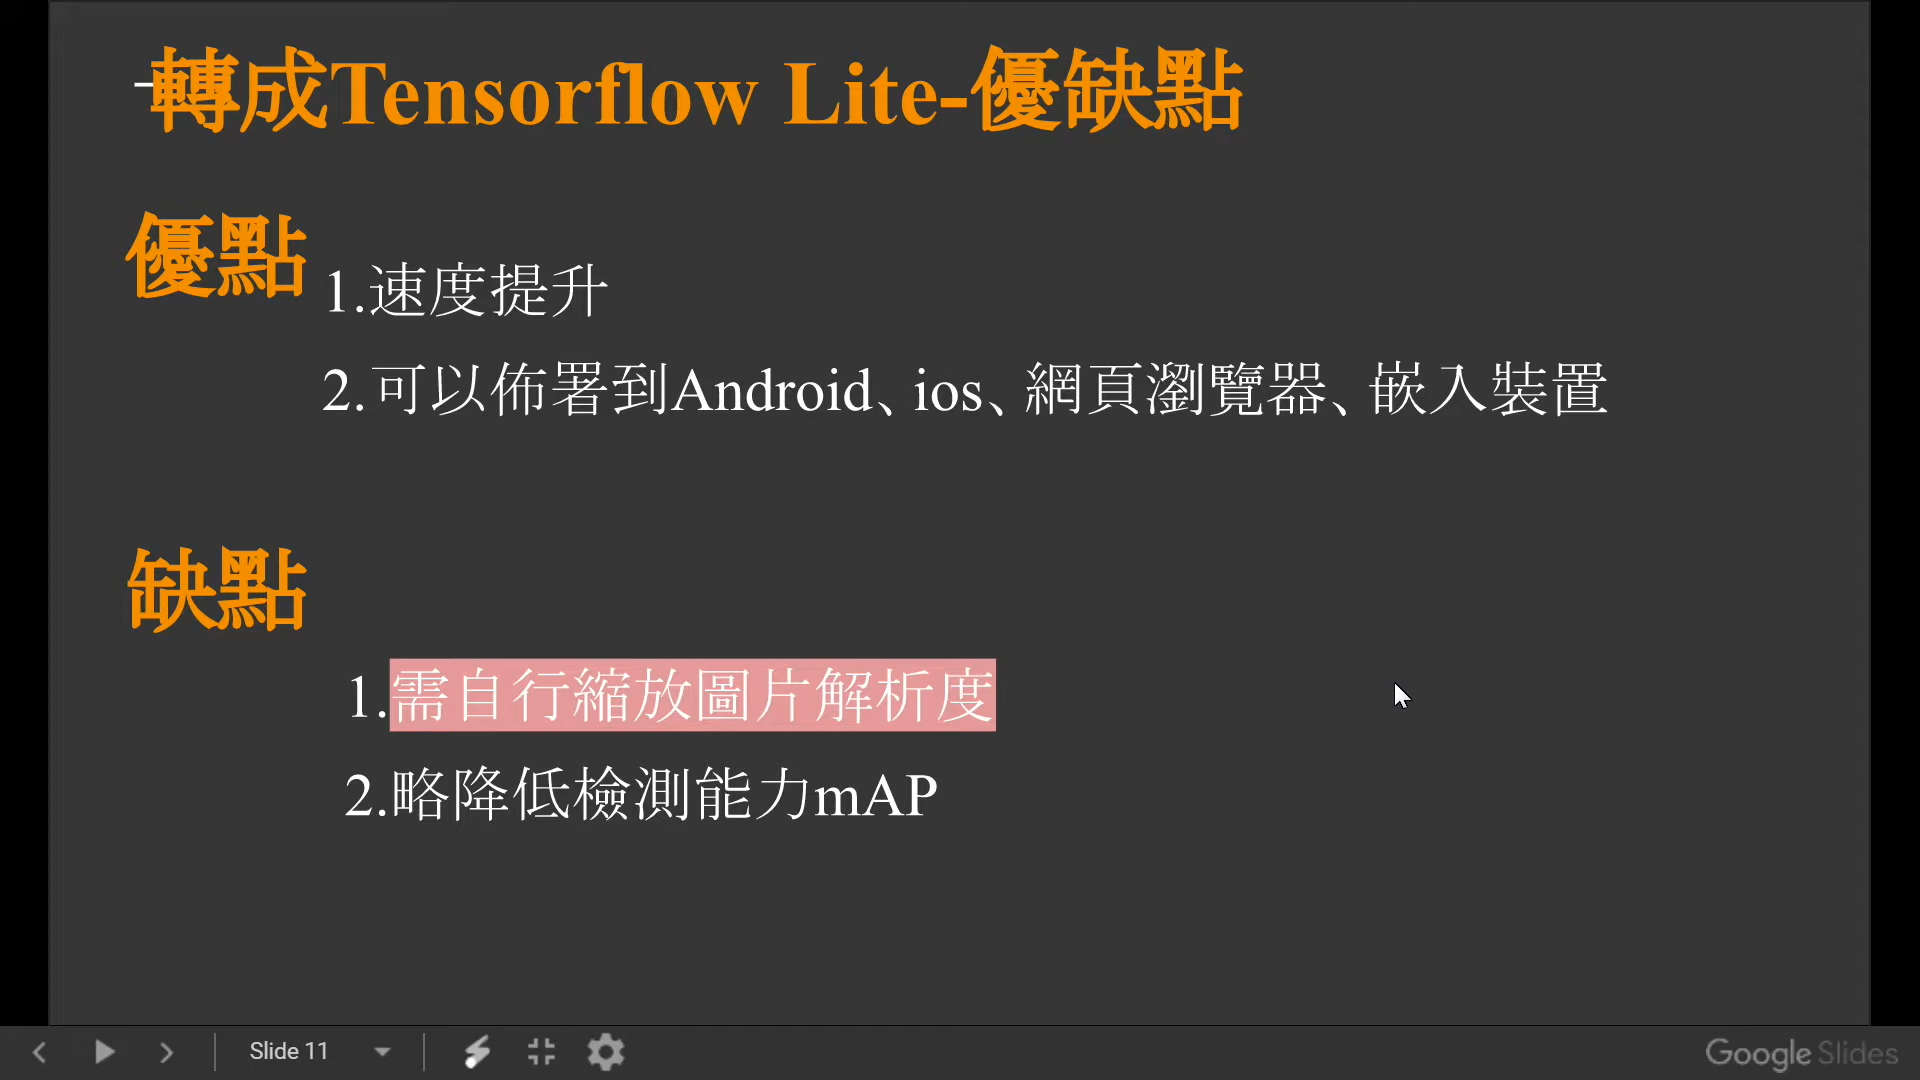 轉成Tensorflow Lite-優缺點
優點
1.速度提升
2.可以佈署到Android、ios、網頁瀏覽器、嵌入裝置
缺點
1.需自行縮放圖片解析度
2.略降低檢測能力mAP
Slide 11
Google Slides